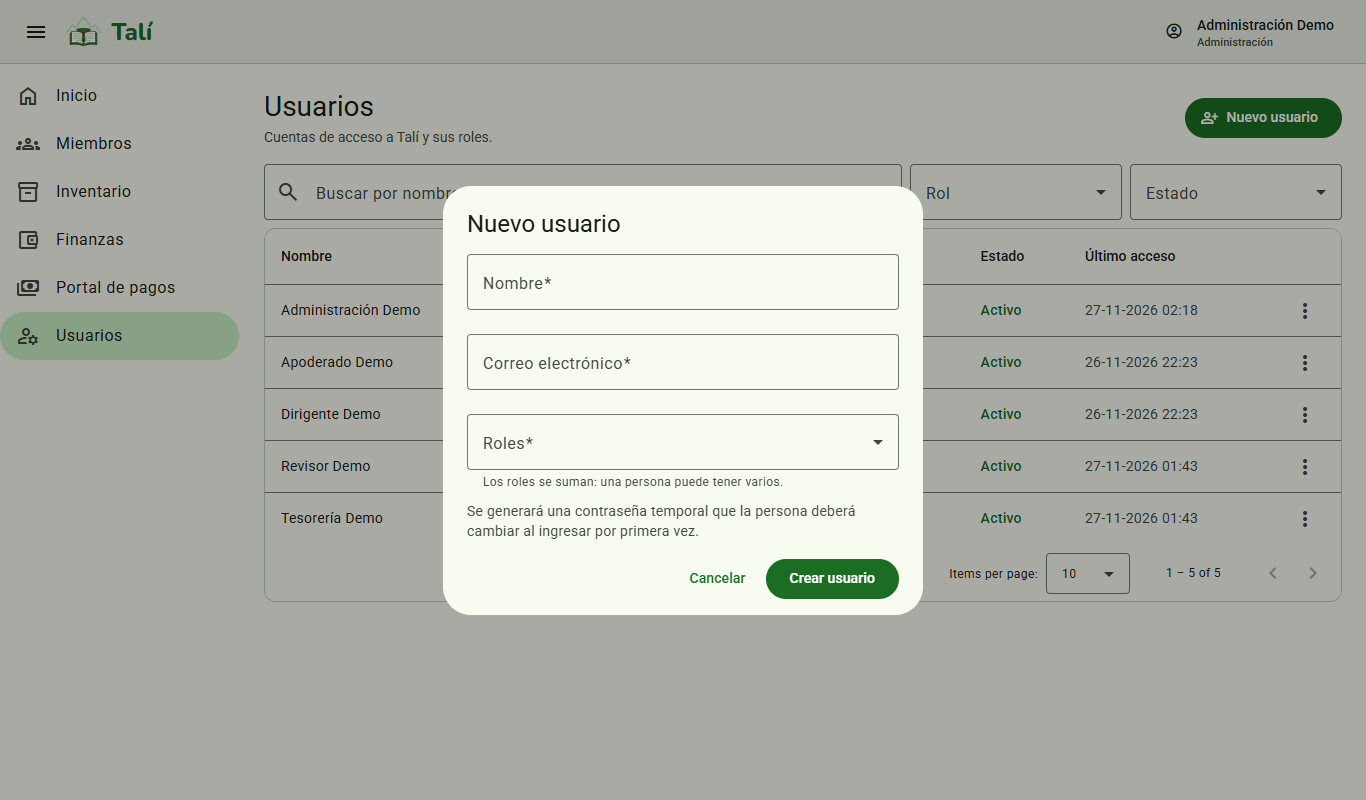 Talí
Administración Demo
Administración
Inicio
Miembros
Inventario
Finanzas
Portal de pagos
Usuarios
Usuarios
Cuentas de acceso a Talí y sus roles.
Nuevo usuario
Buscar por nombre
Rol
Estado
Nombre
Estado
Último acceso
Administración Demo
Activo
27-11-2026 02:18
Apoderado Demo
Activo
26-11-2026 22:23
Dirigente Demo
Activo
26-11-2026 22:23
Revisor Demo
Activo
27-11-2026 01:43
Tesorería Demo
Activo
27-11-2026 01:43
Items per page:
10
1 – 5 of 5
Nuevo usuario
Nombre*
Correo electrónico*
Roles*
Los roles se suman: una persona puede tener varios.
Se generará una contraseña temporal que la persona deberá
cambiar al ingresar por primera vez.
Cancelar
Crear usuario